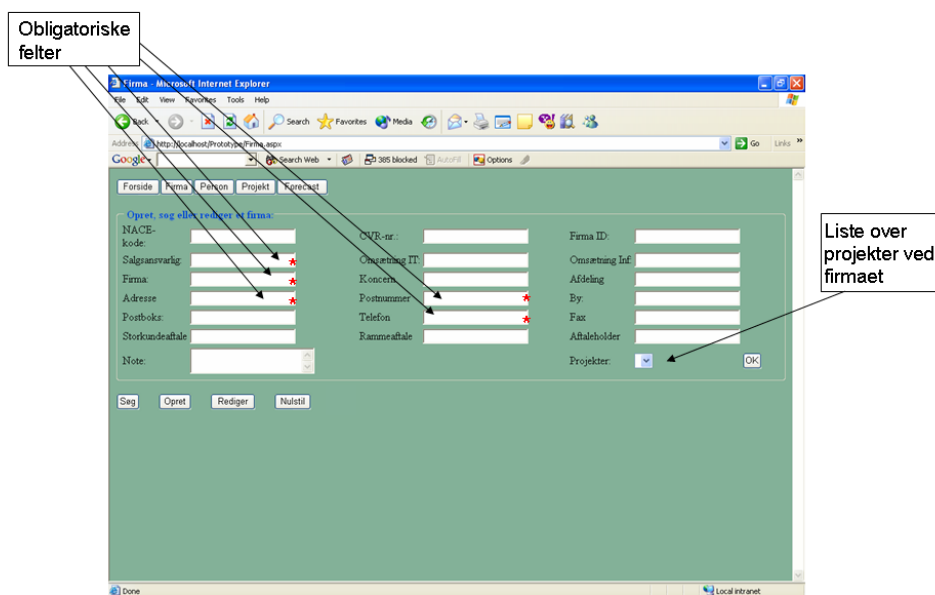 Obligatoriske
felter
Firma - Microsoft Internet Explorer
File Edit View Favorites Tools Help
Back Search Favorites Media
Address http://localhost/Prototype/Firma.aspx Go Links »
Google Search Web 385 blocked AutoFill Options
Forside Firma Person Projekt Forecast
Opret, søg eller rediger et firma:
NACE-
kode: CVR-nr.: Firma ID:
Salgsansvarlig: * Omsætning IT: Omsætning Inf:
Firma: * Koncern Afdeling
Adresse * Postnummer * By:
Postboks: Telefon * Fax
Storkundeaftale Rammeaftale Aftaleholder
Note: Projekter: OK
Søg Opret Rediger Nulstil
Liste over
projekter ved
firmaet
Done Local intranet